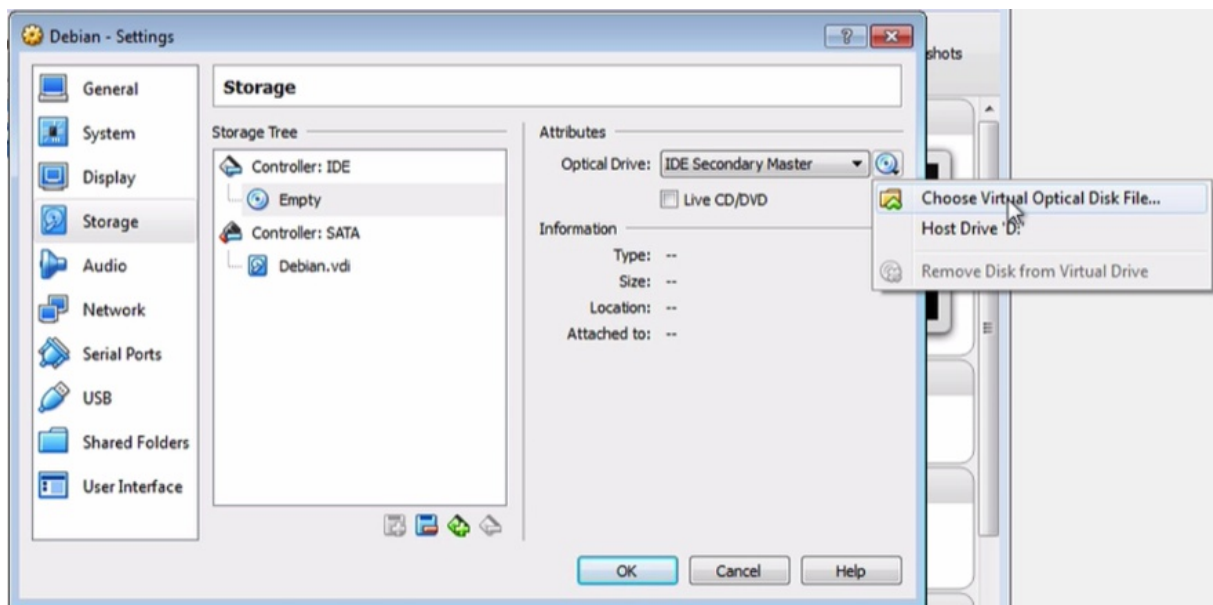 Debian - Settings
shots
General
System
Display
Storage
Audio
Network
Serial Ports
USB
Shared Folders
User Interface
Storage
Storage Tree
Controller: IDE
Empty
Controller: SATA
Debian.vdi
Attributes
Optical Drive: IDE Secondary Master
Live CD/DVD
Information
Type: --
Size: --
Location: --
Attached to: --
Choose Virtual Optical Disk File...
Host Drive 'D:'
Remove Disk from Virtual Drive
OK
Cancel
Help